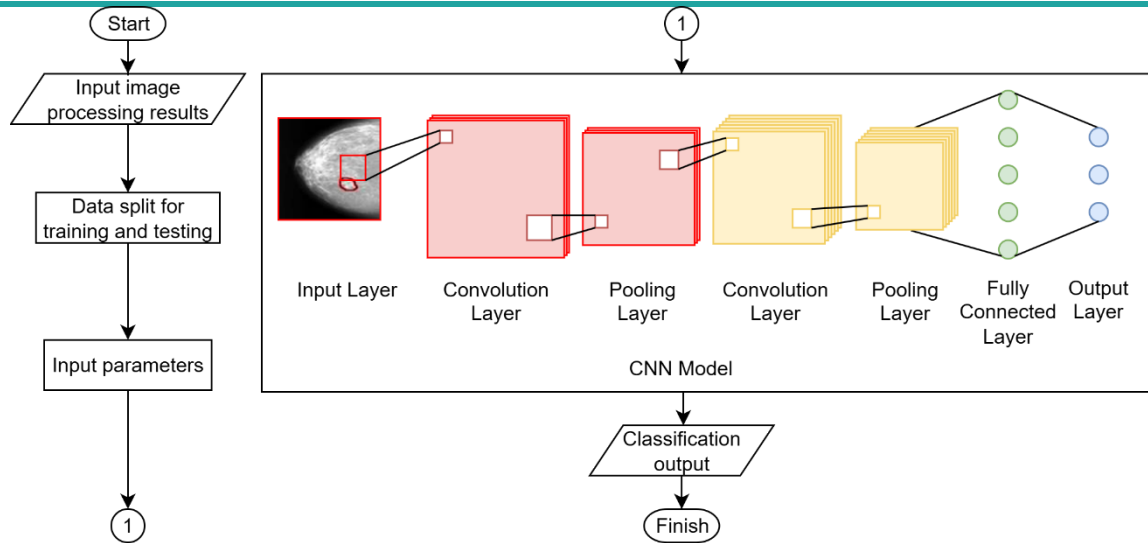 Start
Input image
processing results
Data split for
training and testing
Input parameters
1
1
Input Layer
Convolution
Layer
Pooling
Layer
Convolution
Layer
Pooling
Layer
Fully
Connected
Layer
Output
Layer
CNN Model
Classification
output
Finish